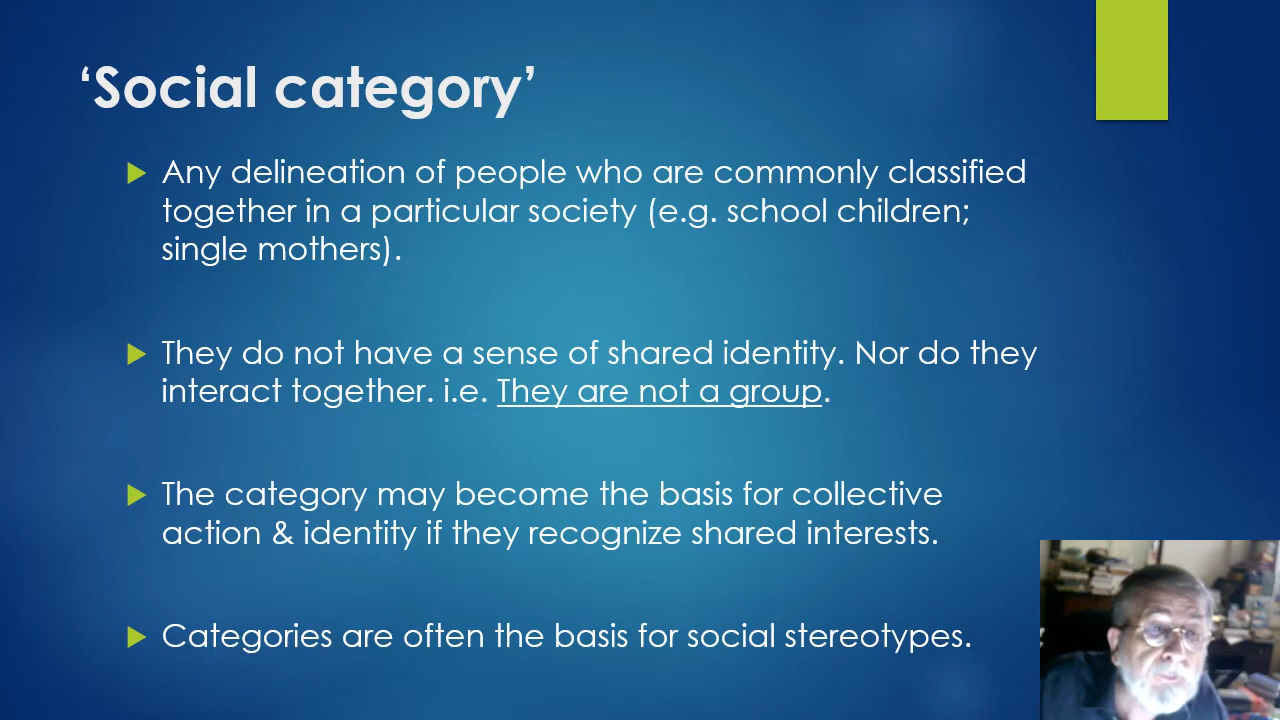 ‘Social category’
Any delineation of people who are commonly classified
together in a particular society (e.g. school children;
single mothers).
They do not have a sense of shared identity. Nor do they
interact together. i.e. They are not a group.
The category may become the basis for collective
action & identity if they recognize shared interests.
Categories are often the basis for social stereotypes.